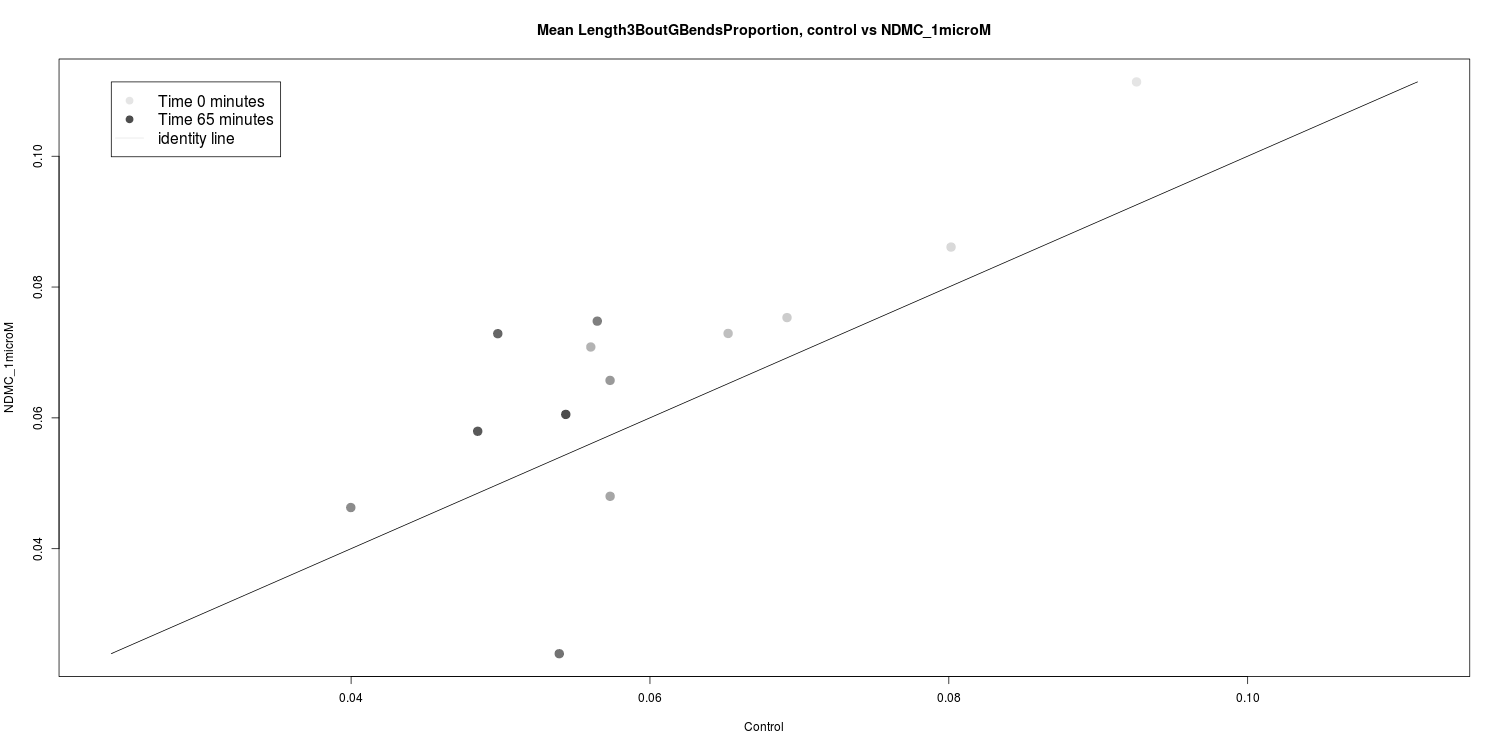 Mean Length3BoutGBendsProportion, control vs NDMC_1microM
Time 0 minutes
Time 65 minutes
identity line
NDMC_1microM
0.10
0.08
0.06
0.04
0.04
0.06
0.08
0.10
Control